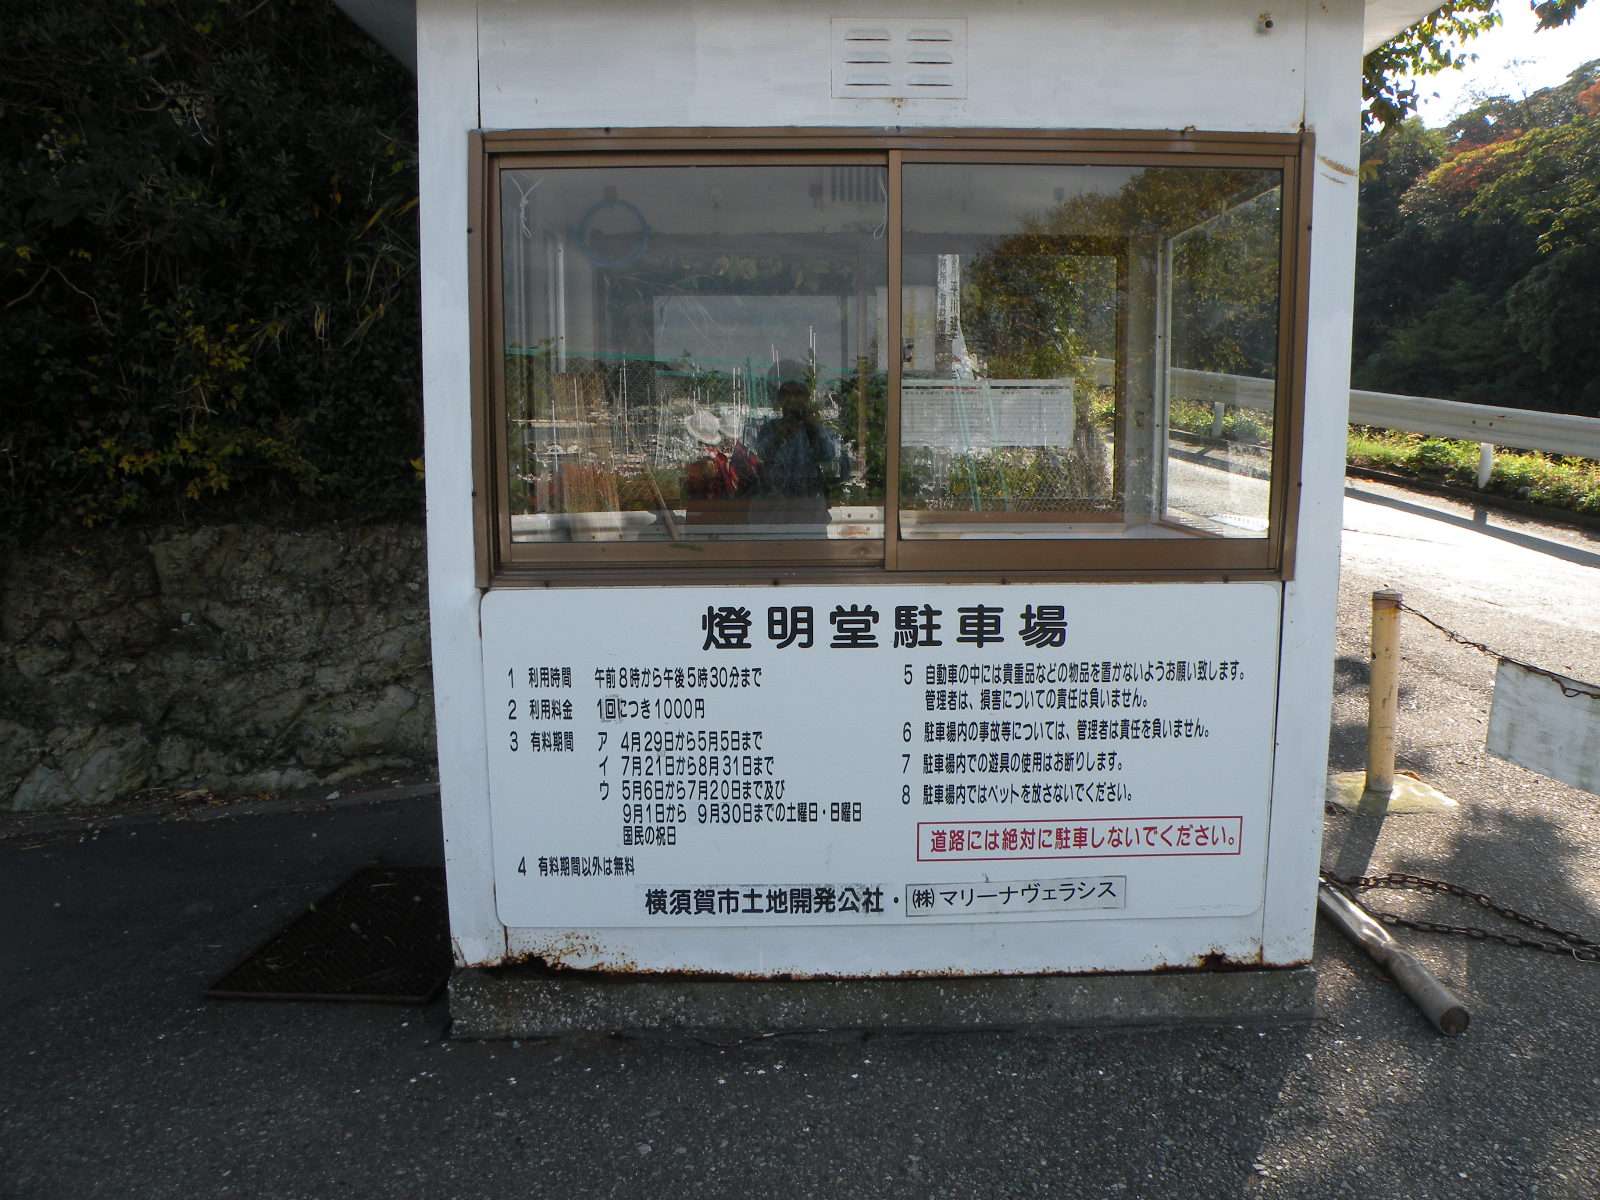 燈明堂駐車場
1 利用時間 午前8時から午後5時30分まで
2 利用料金 1回につき1000円
3 有料期間 ア 4月29日から5月5日まで
イ 7月21日から8月31日まで
ウ 5月6日から7月20日まで及び
9月1日から 9月30日までの土曜日・日曜日
国民の祝日
4 有料期間以外は無料
5 自動車の中には貴重品などの物品を置かないようお願い致します。
管理者は、損害についての責任は負いません。
6 駐車場内の事故等については、管理者は責任を負いません。
7 駐車場内での遊具の使用はお断りします。
8 駐車場内ではペットを放さないでください。
道路には絶対に駐車しないでください。
横須賀市土地開発公社・㈱マリーナヴェラシス